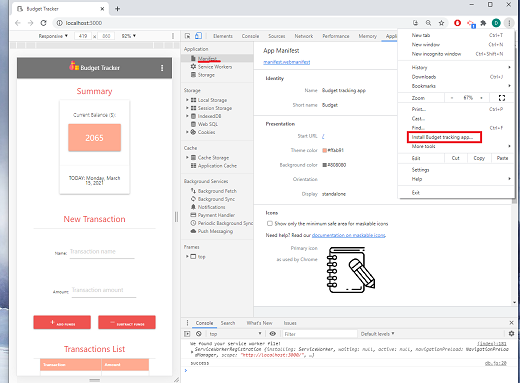 Budget Tracker
localhost:3000
Responsive ▼ 419 x 860 92% ▼
Elements Console Sources Network Performance Memory
Budget Tracker
Summary
Current Balance ($):
2065
TODAY: Monday, March
15, 2021
New Transaction
Name: Transaction name
Amount: Transaction amount
+ ADD FUNDS
- SUBTRACT FUNDS
Transactions List
Transaction Amount
Application
Manifest
Service Workers
Storage
Storage
Local Storage
Session Storage
IndexedDB
Web SQL
Cookies
Cache
Cache Storage
Application Cache
Background Services
Background Fetch
Background Sync
Notifications
Payment Handler
Periodic Background Sync
Push Messaging
Frames
top
App Manifest
manifest.webmanifest
Identity
Name Budget tracking app
Short name Budget
Presentation
Start URL /
Theme color #ffab91
Background color #808080
Orientation
Display standalone
Icons
Show only the minimum safe area for maskable icons
Need help? Read our documentation on maskable icons.
Primary icon
as used by Chrome
New tab Ctrl+T
New window Ctrl+N
New incognito window Ctrl+Shift+N
History
Downloads Ctrl+J
Bookmarks
Zoom - 67% +
Print... Ctrl+P
Cast...
Find... Ctrl+F
Install Budget tracking app...
More tools
Edit Cut Copy Paste
Settings
Help
Exit
Console Search What's New Issues
top Filter Default levels ▼
We found your service worker file! (index):181
ServiceWorkerRegistration {installing: ServiceWorker, waiting: null, active: null, navigationPreload: NavigationPreloadManager, scope: "http://localhost:3000/", …}
success db.js:20